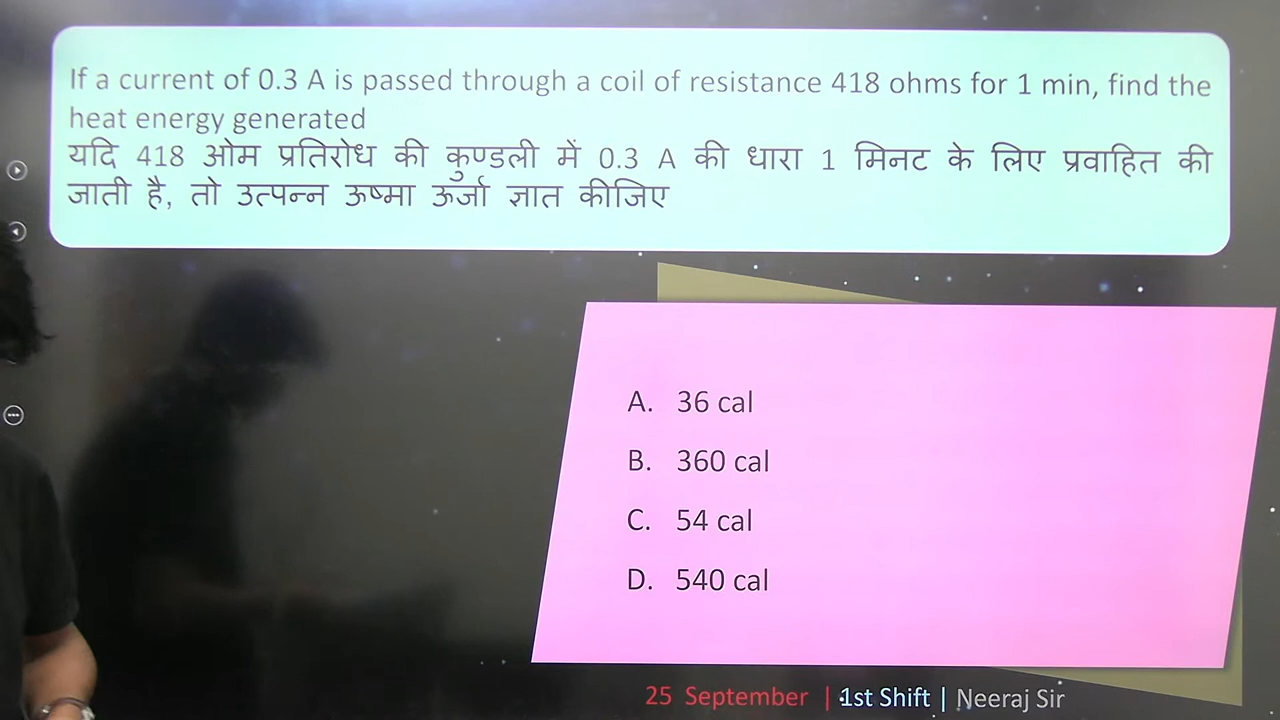 If a current of 0.3 A is passed through a coil of resistance 418 ohms for 1 min, find the
heat energy generated
यदि 418 ओम प्रतिरोध की कुण्डली में 0.3 A की धारा 1 मिनट के लिए प्रवाहित की
जाती है, तो उत्पन्न ऊष्मा ऊर्जा ज्ञात कीजिए
A. 36 cal
B. 360 cal
C. 54 cal
D. 540 cal
25 September | 1st Shift | Neeraj Sir